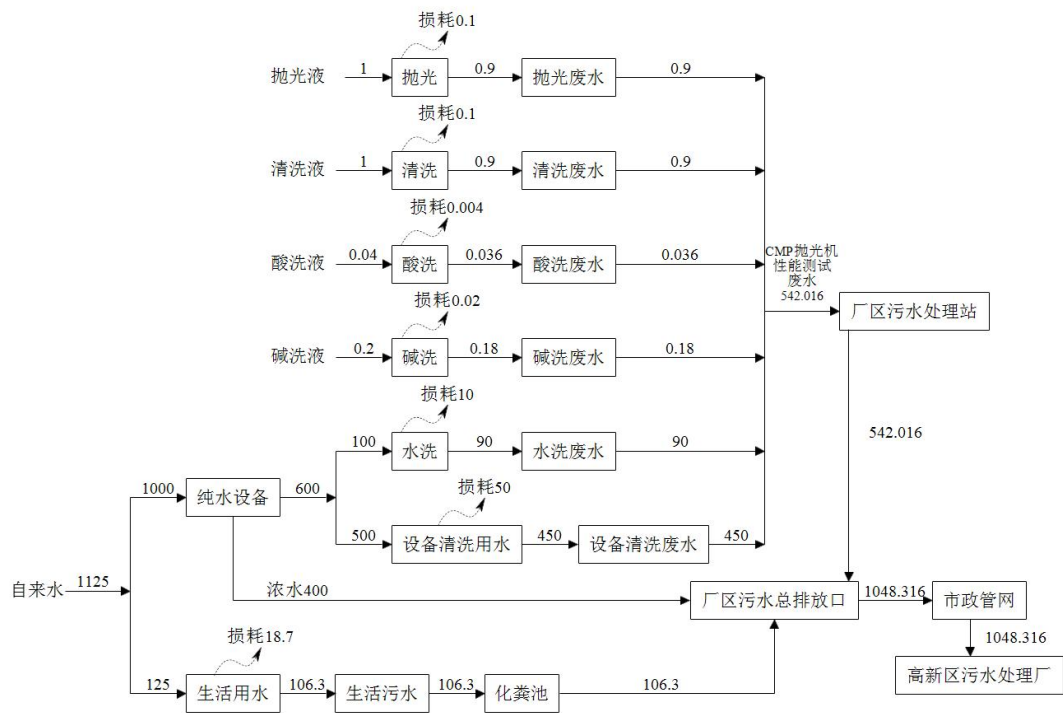 损耗0.1
抛光液
1
抛光
0.9
抛光废水
0.9
损耗0.1
清洗液
1
清洗
0.9
清洗废水
0.9
损耗0.004
酸洗液
0.04
酸洗
0.036
酸洗废水
0.036
CMP抛光机
性能测试
废水
542.016
厂区污水处理站
损耗0.02
碱洗液
0.2
碱洗
0.18
碱洗废水
0.18
542.016
损耗10
100
水洗
90
水洗废水
90
1000
纯水设备
600
损耗50
500
设备清洗用水
450
设备清洗废水
450
自来水
1125
浓水400
厂区污水总排放口
1048.316
市政管网
1048.316
高新区污水处理厂
损耗18.7
125
生活用水
106.3
生活污水
106.3
化粪池
106.3